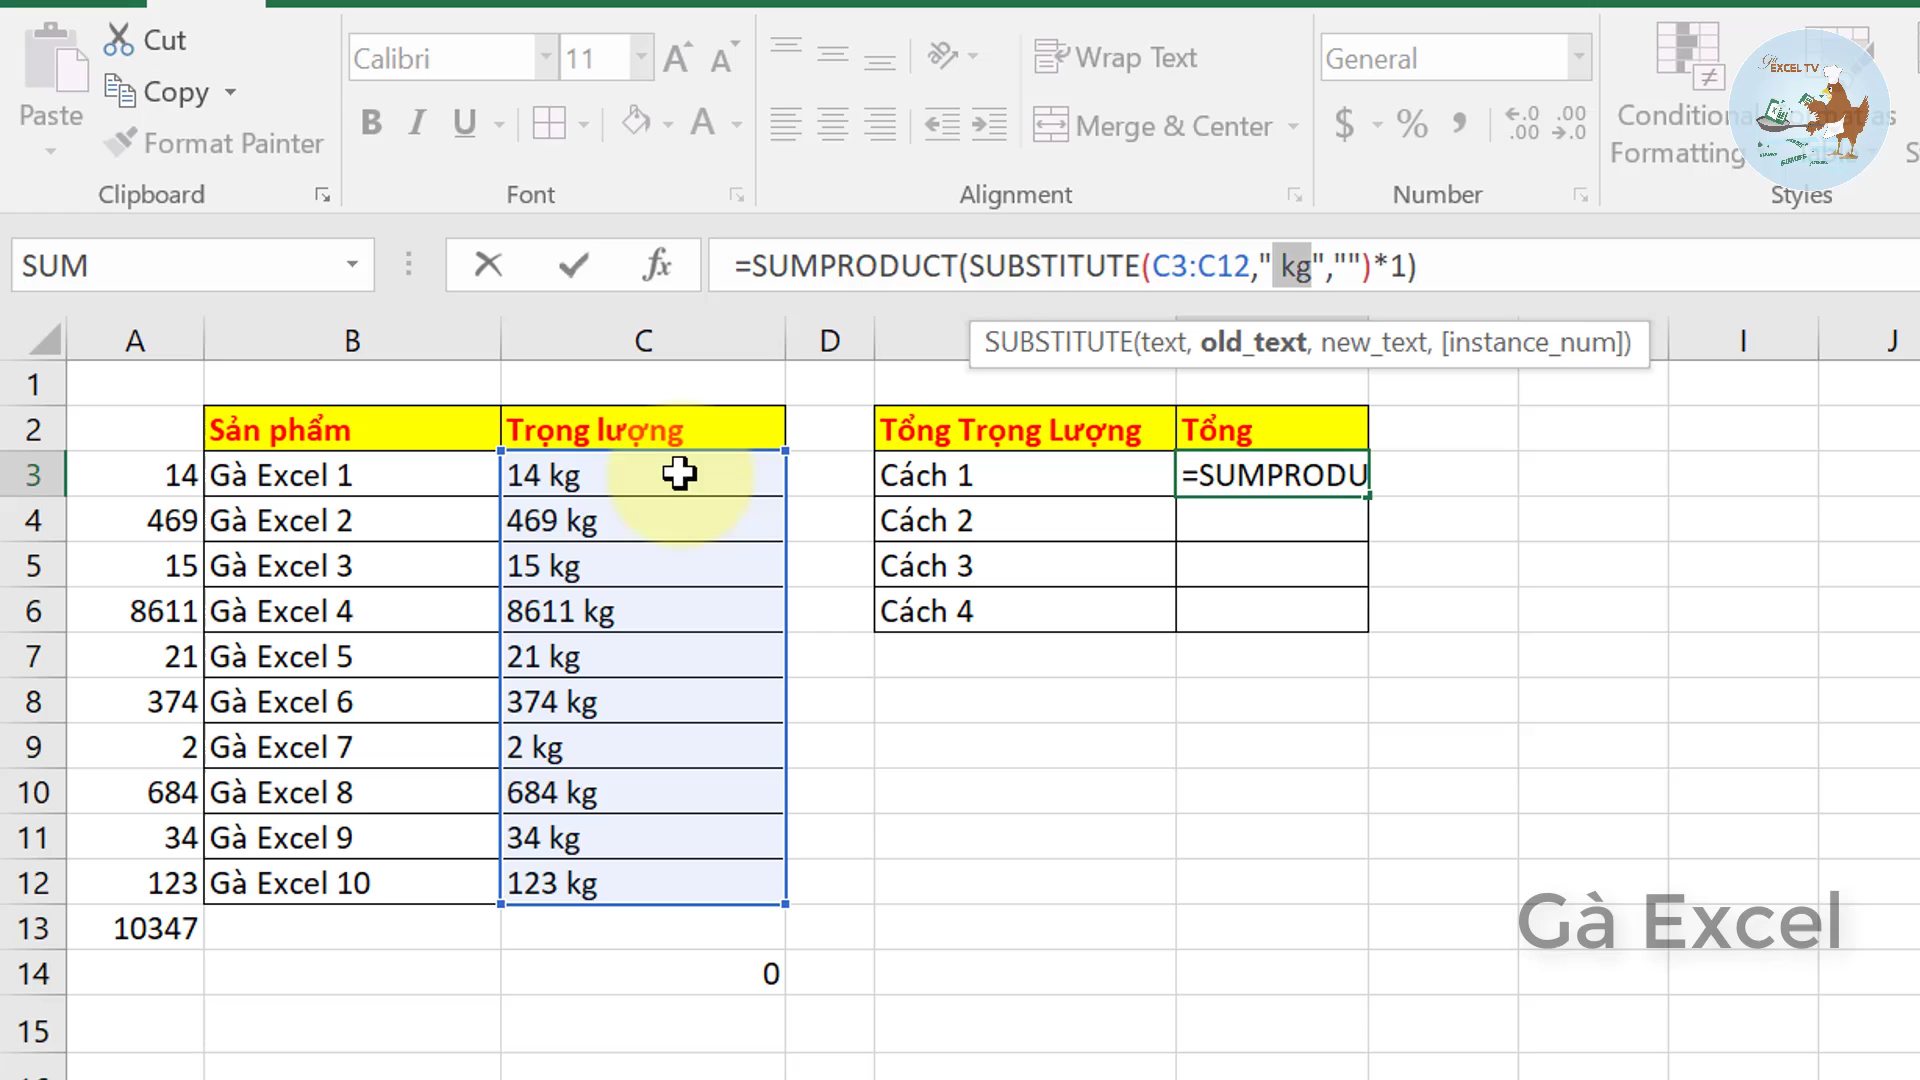 Cut
Copy
Paste
Format Painter
Clipboard
Calibri 11 A A
B I U A
Font
Wrap Text
Merge & Center
Alignment
General
$ % , .0 .00 .00 .0
Number
Conditional
Formatting
Styles
EXCEL TV
SUM fx =SUMPRODUCT(SUBSTITUTE(C3:C12," kg","")*1)
SUBSTITUTE(text, old_text, new_text, [instance_num])
A B C D I J
1
2 Sản phẩm Trọng lượng Tổng Trọng Lượng Tổng
3 14 Gà Excel 1 14 kg Cách 1 =SUMPRODU
4 469 Gà Excel 2 469 kg Cách 2
5 15 Gà Excel 3 15 kg Cách 3
6 8611 Gà Excel 4 8611 kg Cách 4
7 21 Gà Excel 5 21 kg
8 374 Gà Excel 6 374 kg
9 2 Gà Excel 7 2 kg
10 684 Gà Excel 8 684 kg
11 34 Gà Excel 9 34 kg
12 123 Gà Excel 10 123 kg
13 10347
14 0
15
Gà Excel